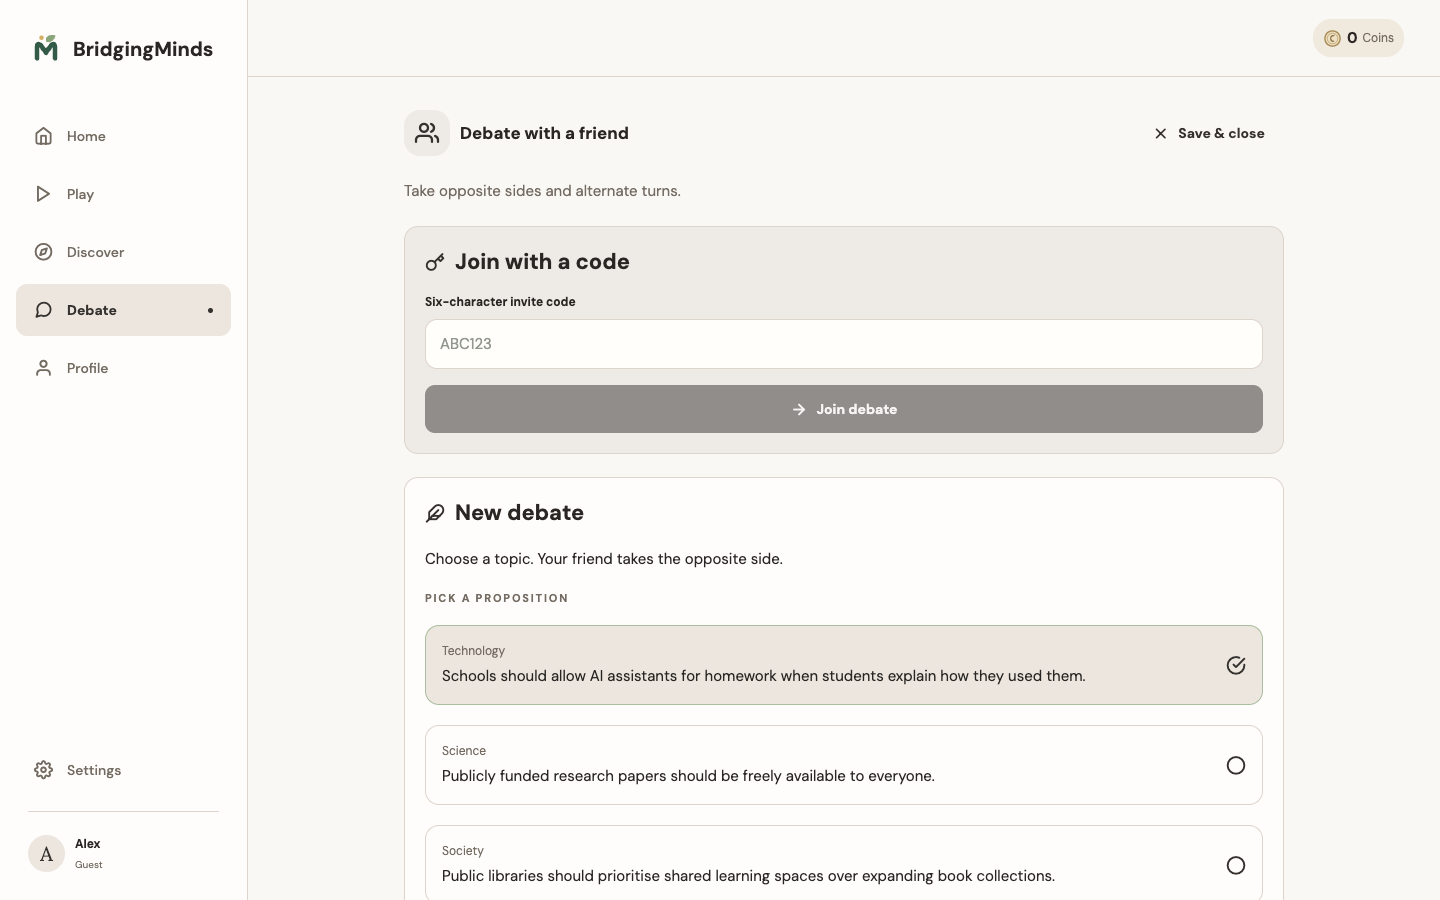 BridgingMinds
0 Coins
Home
Play
Discover
Debate
Profile
Settings
A
Alex
Guest
Debate with a friend
Save & close
Take opposite sides and alternate turns.
Join with a code
Six-character invite code
ABC123
Join debate
New debate
Choose a topic. Your friend takes the opposite side.
PICK A PROPOSITION
Technology
Schools should allow AI assistants for homework when students explain how they used them.
Science
Publicly funded research papers should be freely available to everyone.
Society
Public libraries should prioritise shared learning spaces over expanding book collections.